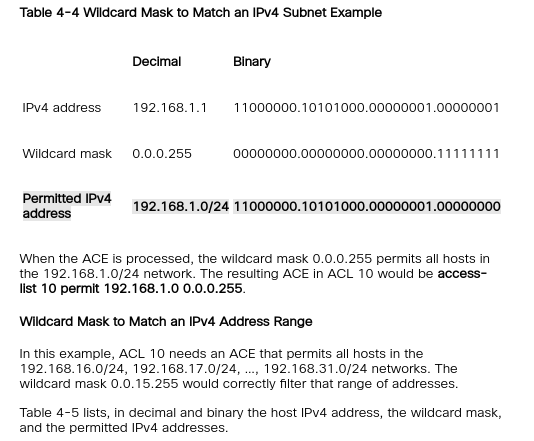 Table 4-4 Wildcard Mask to Match an IPv4 Subnet Example
Decimal Binary
IPv4 address 192.168.1.1 11000000.10101000.00000001.00000001
Wildcard mask 0.0.0.255 00000000.00000000.00000000.11111111
Permitted IPv4
address 192.168.1.0/24 11000000.10101000.00000001.00000000
When the ACE is processed, the wildcard mask 0.0.0.255 permits all hosts in
the 192.168.1.0/24 network. The resulting ACE in ACL 10 would be access-
list 10 permit 192.168.1.0 0.0.0.255.
Wildcard Mask to Match an IPv4 Address Range
In this example, ACL 10 needs an ACE that permits all hosts in the
192.168.16.0/24, 192.168.17.0/24, ..., 192.168.31.0/24 networks. The
wildcard mask 0.0.15.255 would correctly filter that range of addresses.
Table 4-5 lists, in decimal and binary the host IPv4 address, the wildcard mask,
and the permitted IPv4 addresses.